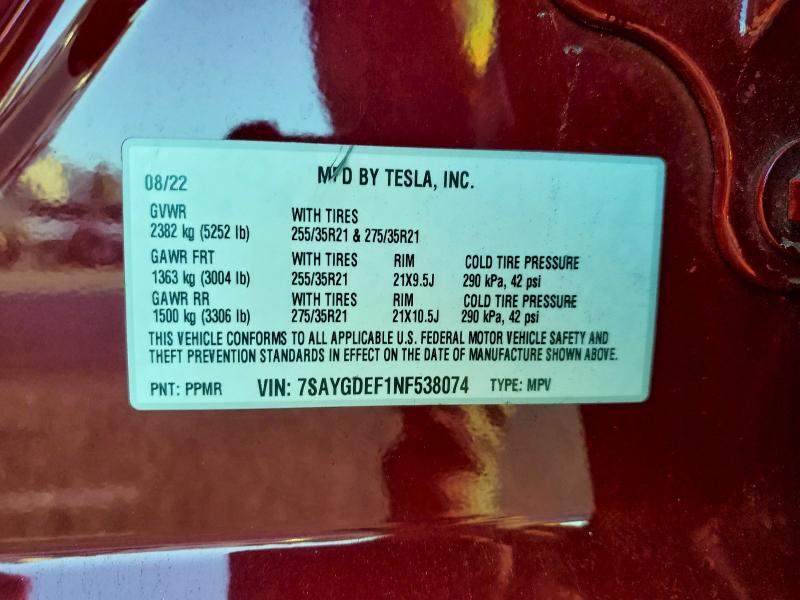 08/22 MFD BY TESLA, INC.
GVWR WITH TIRES
2382 kg (5252 lb) 255/35R21 & 275/35R21
GAWR FRT WITH TIRES RIM COLD TIRE PRESSURE
1363 kg (3004 lb) 255/35R21 21X9.5J 290 kPa, 42 psi
GAWR RR WITH TIRES RIM COLD TIRE PRESSURE
1500 kg (3306 lb) 275/35R21 21X10.5J 290 kPa, 42 psi
THIS VEHICLE CONFORMS TO ALL APPLICABLE U.S. FEDERAL MOTOR VEHICLE SAFETY AND
THEFT PREVENTION STANDARDS IN EFFECT ON THE DATE OF MANUFACTURE SHOWN ABOVE.
PNT: PPMR VIN: 7SAYGDEF1NF538074 TYPE: MPV